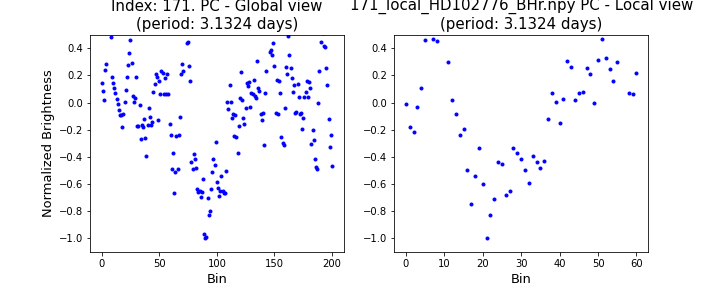 Index: 171. PC - Global view
(period: 3.1324 days)
171_local_HD102776_BHr.npy PC - Local view
(period: 3.1324 days)
Normalized Brightness
0.4
0.2
0.0
−0.2
−0.4
−0.6
−0.8
−1.0
0 50 100 150 200
Bin
0.4
0.2
0.0
−0.2
−0.4
−0.6
−0.8
−1.0
0 10 20 30 40 50 60
Bin